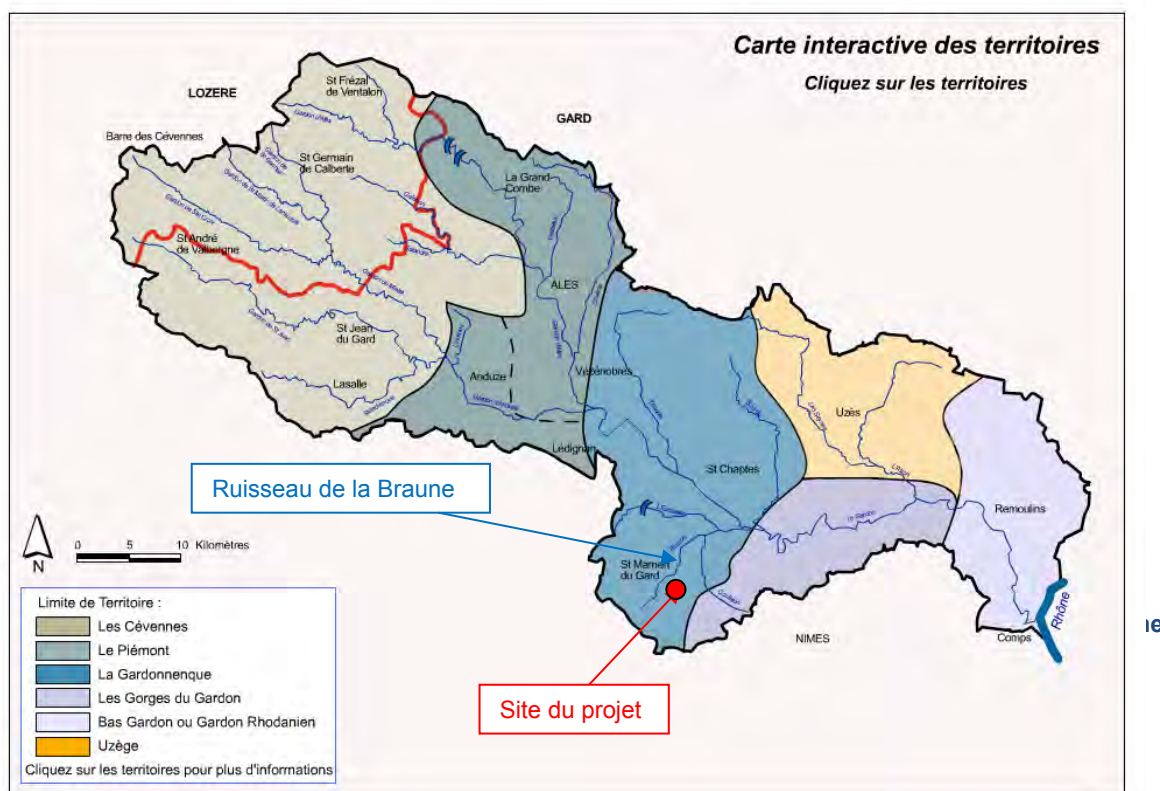 Carte interactive des territoires
Cliquez sur les territoires
LOZERE
GARD
St Frézal
de Ventalon
Barre des Cévennes
St Germain
de Calberte
La Grand
Combe
St André
de Valborgne
ALES
St Jean
du Gard
Anduze
Vézénobres
Lasalle
Uzès
Lédignan
St Chaptes
Ruisseau de la Braune
Remoulins
0 5 10 Kilomètres
N
St Mamert
du Gard
NIMES
Comps
Rhône
ne
Site du projet
Limite de Territoire :
Les Cévennes
Le Piémont
La Gardonnenque
Les Gorges du Gardon
Bas Gardon ou Gardon Rhodanien
Uzège
Cliquez sur les territoires pour plus d'informations